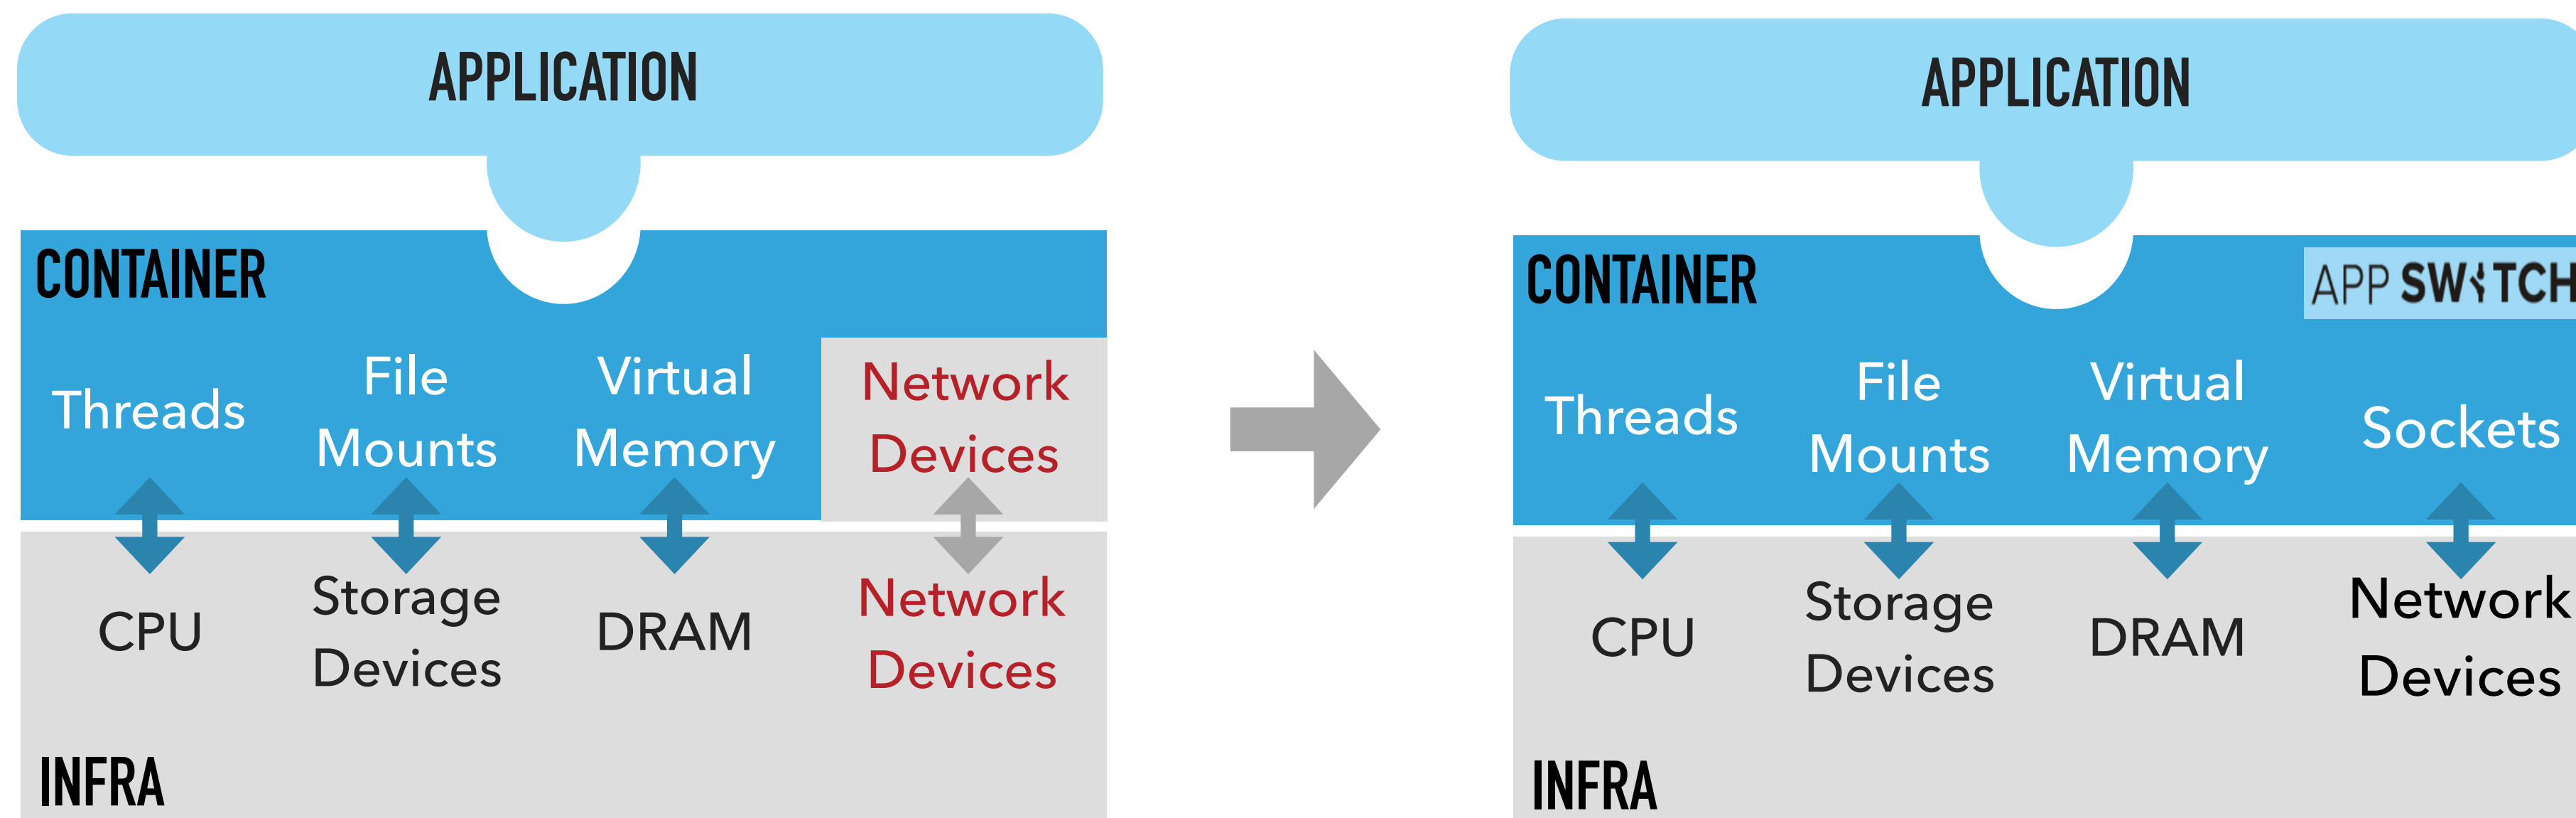 APPLICATION
CONTAINER
Threads
File
Mounts
Virtual
Memory
Network
Devices
CPU
Storage
Devices
DRAM
Network
Devices
INFRA
APPLICATION
CONTAINER
APP SWITCH
Threads
File
Mounts
Virtual
Memory
Sockets
CPU
Storage
Devices
DRAM
Network
Devices
INFRA